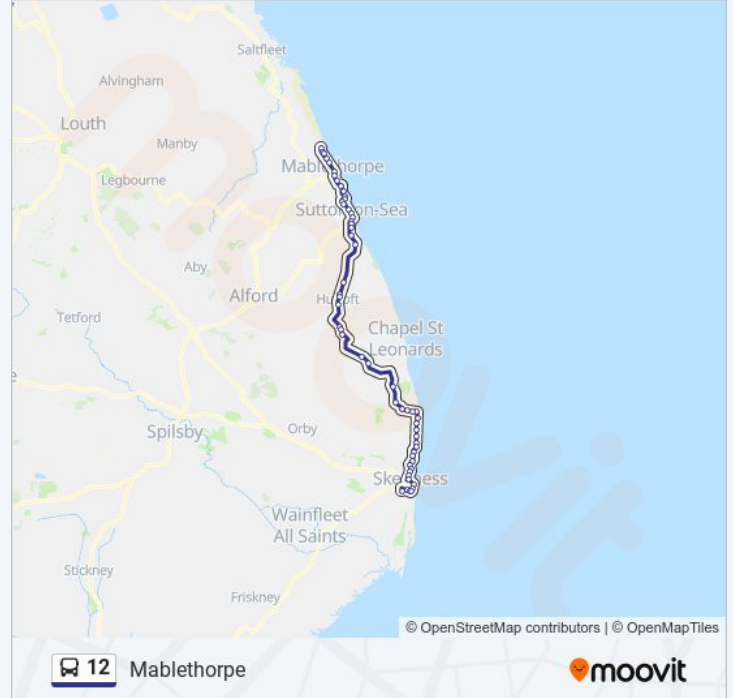 Saltfleet
Alvingham
Louth
Manby
Mablethorpe
Legbourne
Sutton-on-Sea
Aby
Alford
Huttoft
Tetford
Chapel St
Leonards
Spilsby
Orby
Skegness
Wainfleet
All Saints
Stickney
Friskney
© OpenStreetMap contributors | © OpenMapTiles
12 Mablethorpe
moovit